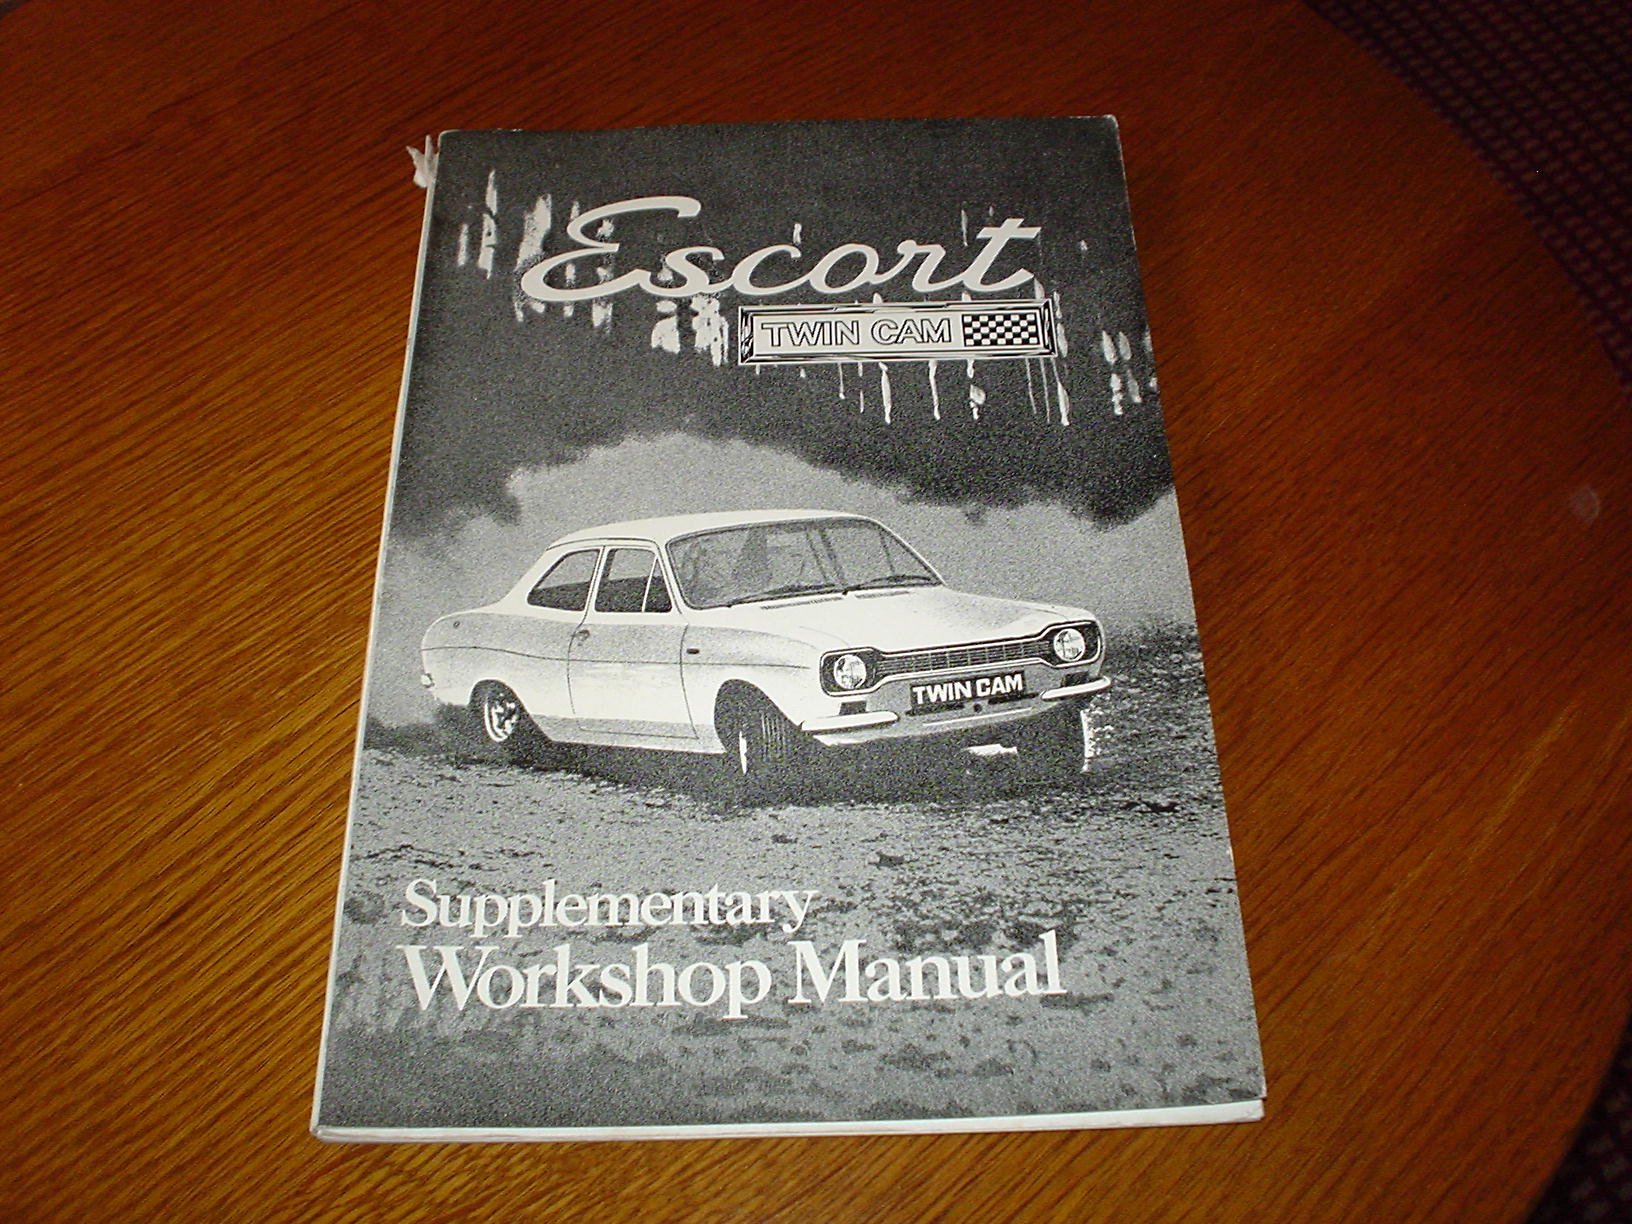 Escort
TWIN CAM
TWIN CAM
Supplementary
Workshop Manual